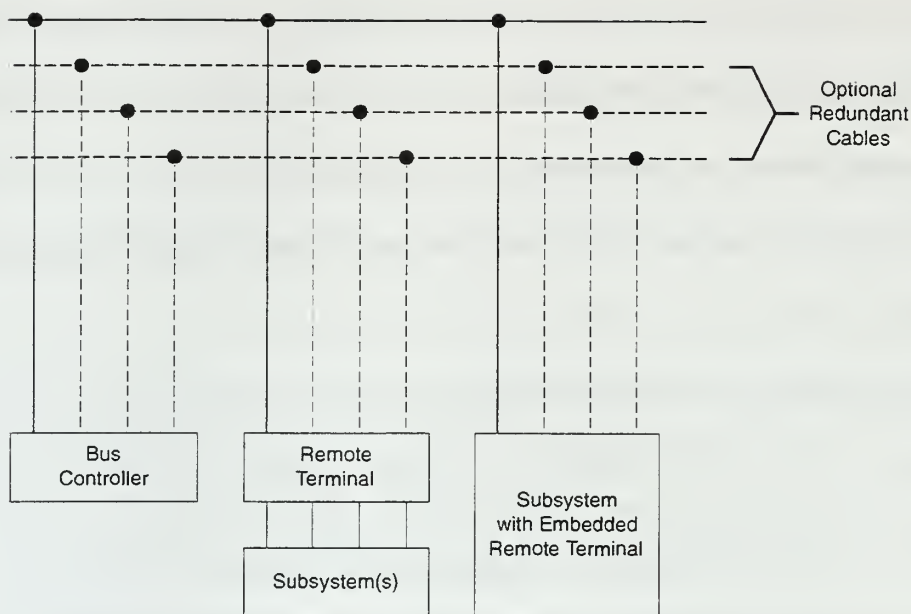 Optional
Redundant
Cables
Bus
Controller
Remote
Terminal
Subsystem
with Embedded
Remote Terminal
Subsystem(s)